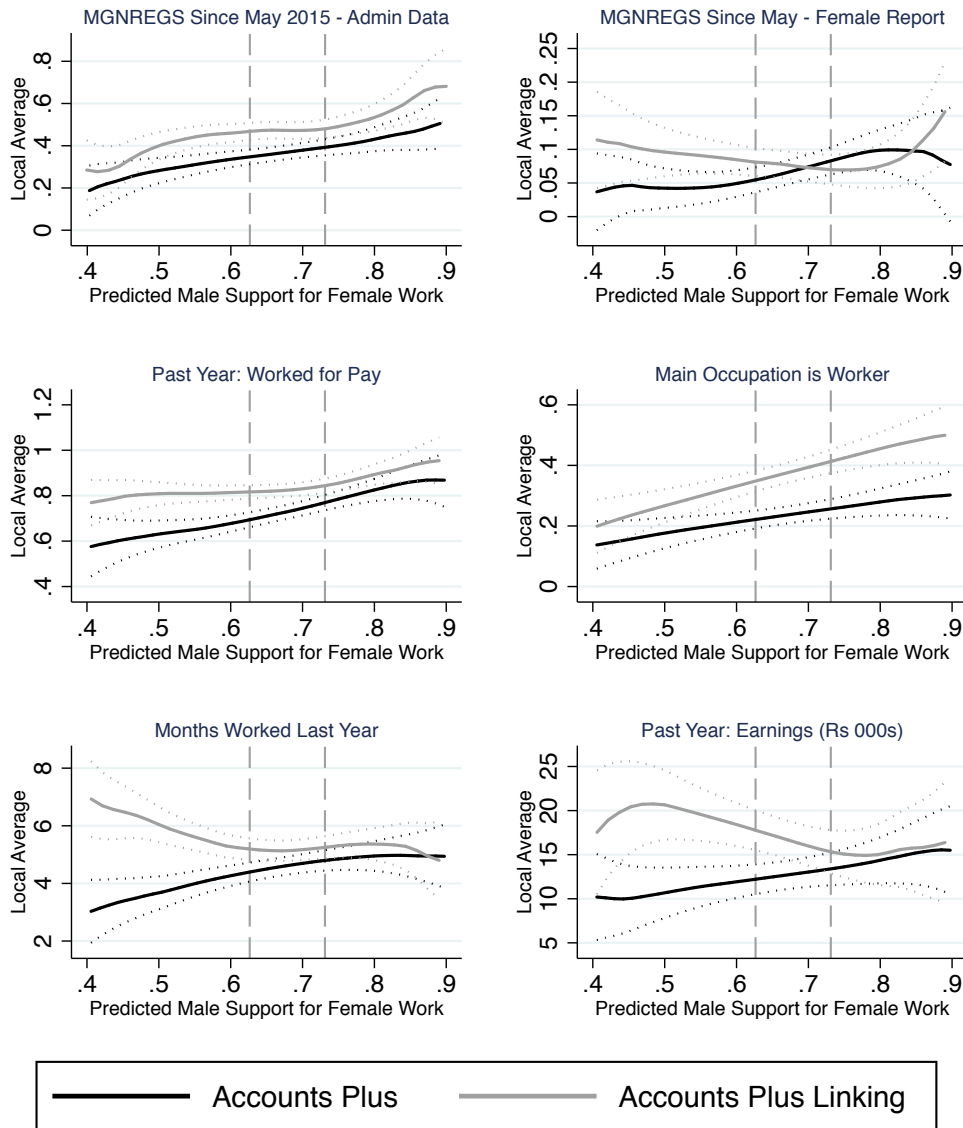 MGNREGS Since May 2015 - Admin Data
Local Average
0 .2 .4 .6 .8
.4 .5 .6 .7 .8 .9
Predicted Male Support for Female Work
MGNREGS Since May - Female Report
Local Average
0 .05 .1 .15 .2 .25
.4 .5 .6 .7 .8 .9
Predicted Male Support for Female Work
Past Year: Worked for Pay
Local Average
.4 .6 .8 1 1.2
.4 .5 .6 .7 .8 .9
Predicted Male Support for Female Work
Main Occupation is Worker
Local Average
0 .2 .4 .6
.4 .5 .6 .7 .8 .9
Predicted Male Support for Female Work
Months Worked Last Year
Local Average
2 4 6 8
.4 .5 .6 .7 .8 .9
Predicted Male Support for Female Work
Past Year: Earnings (Rs 000s)
Local Average
5 10 15 20 25
.4 .5 .6 .7 .8 .9
Predicted Male Support for Female Work
Accounts Plus Accounts Plus Linking